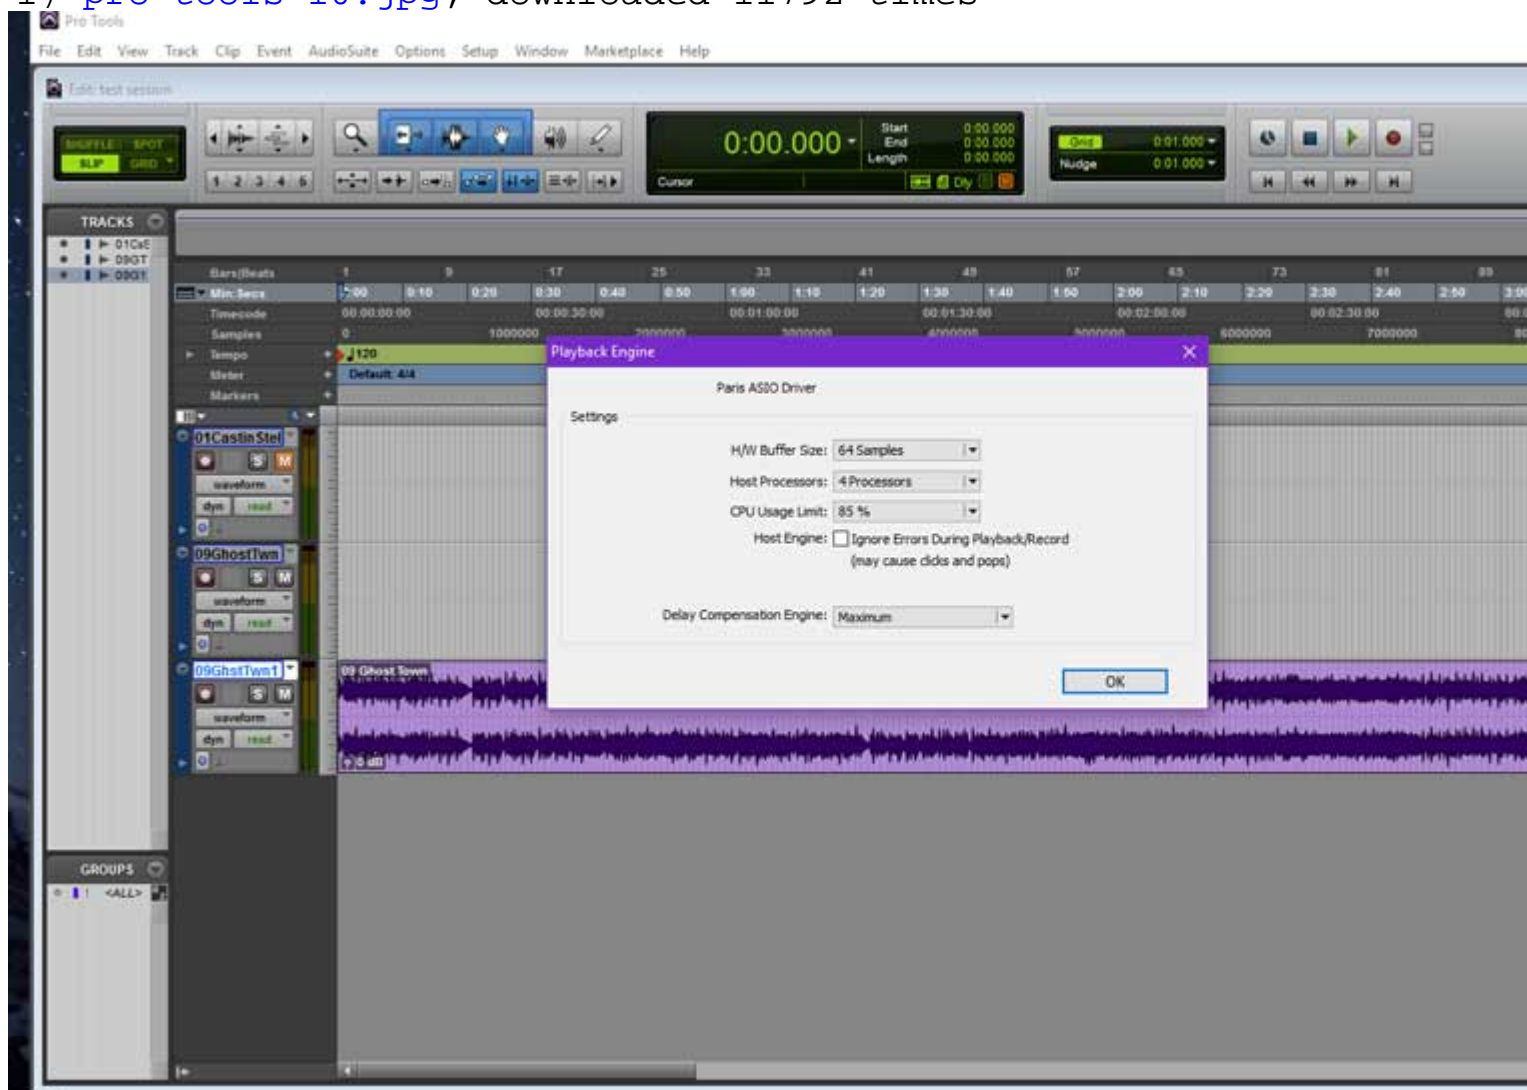 1) pro tools 10.jpg, downloaded 11792 times
Pro Tools
File Edit View Track Clip Event AudioSuite Options Setup Window Marketplace Help
Edit: test session
SHUFFLE SPOT
SLIP GRID
1 2 3 4 5
0:00.000
Start 0:00.000
End 0:00.000
Length 0:00.000
Cursor
Dly
Grid 0:01.000
Nudge 0:01.000
TRACKS
01CaS
09GT
09GT
Bars|Beats 1 9 17 25 33 41 49 57 65 73 81 89
Min:Secs 0:00 0:10 0:20 0:30 0:40 0:50 1:00 1:10 1:20 1:30 1:40 1:50 2:00 2:10 2:20 2:30 2:40 2:50 3:00
Timecode 00:00:00:00 00:00:30:00 00:01:00:00 00:01:30:00 00:02:00:00 00:02:30:00
Samples 0 1000000 2000000 3000000 4000000 5000000 6000000 7000000
Tempo 120
Meter Default: 4/4
Markers
Playback Engine
Paris ASIO Driver
Settings
H/W Buffer Size: 64 Samples
Host Processors: 4 Processors
CPU Usage Limit: 85 %
Host Engine: Ignore Errors During Playback/Record
(may cause clicks and pops)
Delay Compensation Engine: Maximum
OK
01CastinStel
S M
waveform
dyn read
09GhostTwn
S M
waveform
dyn read
09GhstTwn1
S M
waveform
dyn read
09 Ghost Town
0 dB
GROUPS
! <ALL>